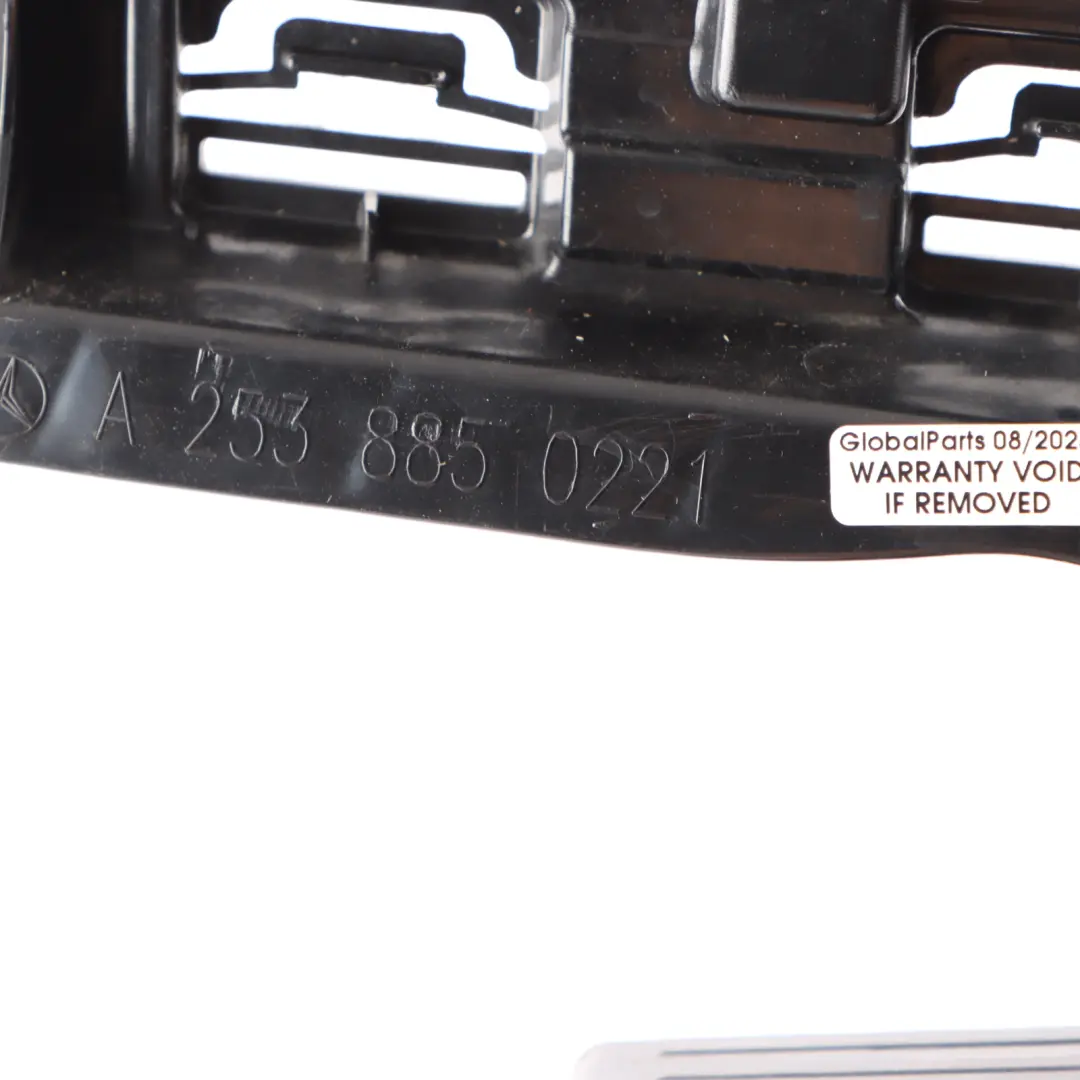 A 253 885 0221
GlobalParts 08/202
WARRANTY VOID
IF REMOVED